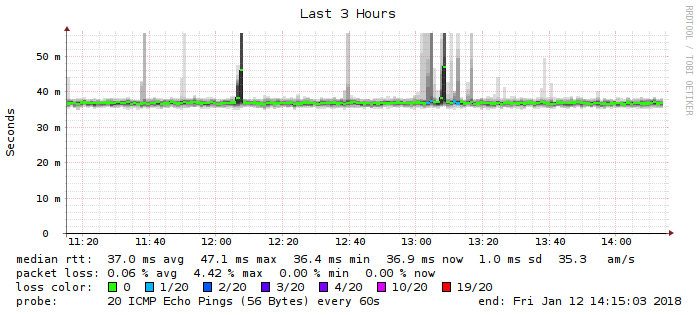 Last 3 Hours
RRDTOOL / TOBI OETIKER
Seconds
50 m
40 m
30 m
20 m
10 m
0
11:20 11:40 12:00 12:20 12:40 13:00 13:20 13:40 14:00
median rtt: 37.0 ms avg 47.1 ms max 36.4 ms min 36.9 ms now 1.0 ms sd 35.3 am/s
packet loss: 0.06 % avg 4.42 % max 0.00 % min 0.00 % now
loss color: 0 1/20 2/20 3/20 4/20 10/20 19/20
probe: 20 ICMP Echo Pings (56 Bytes) every 60s end: Fri Jan 12 14:15:03 2018